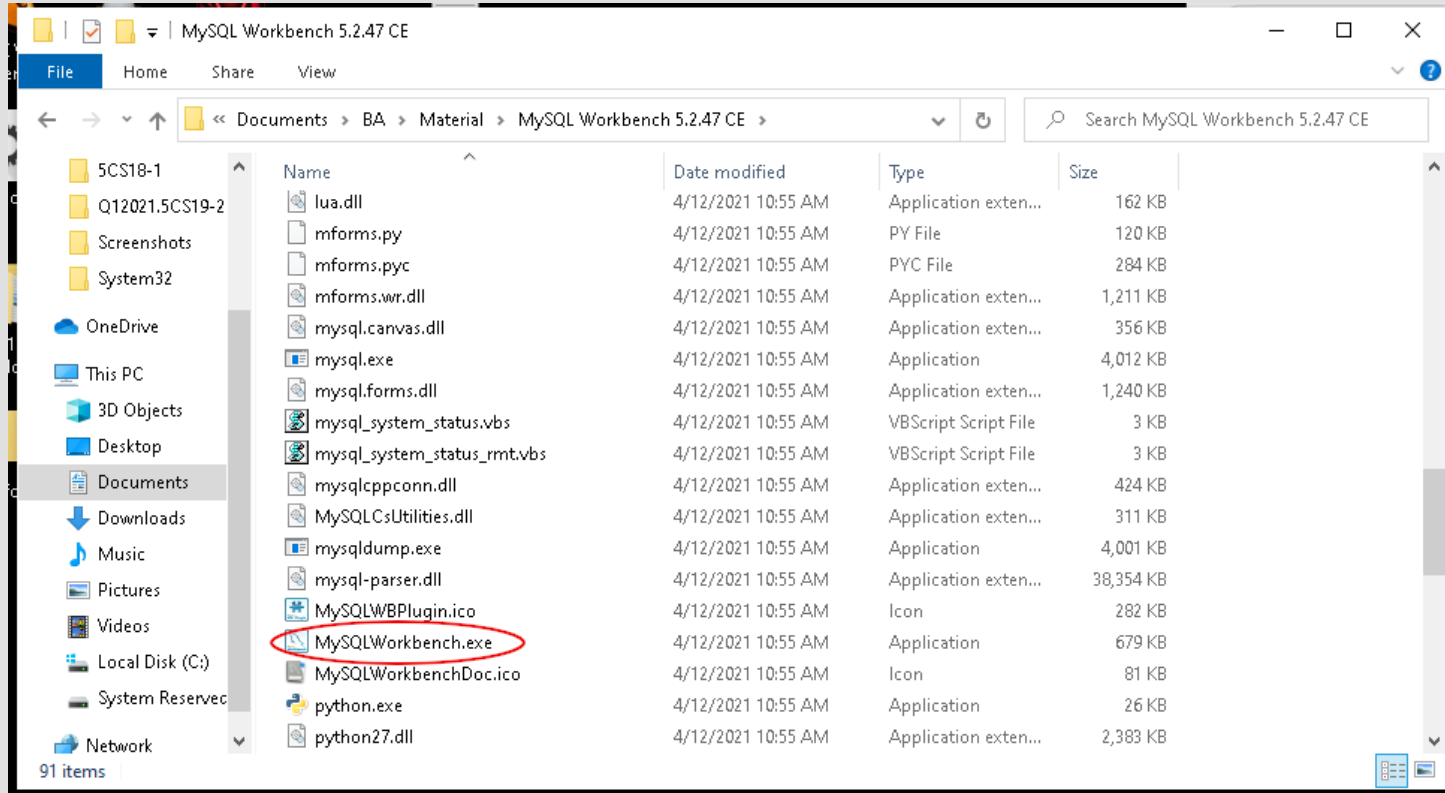 MySQL Workbench 5.2.47 CE
File Home Share View
« Documents > BA > Material > MySQL Workbench 5.2.47 CE >
Search MySQL Workbench 5.2.47 CE
5CS18-1
Q12021.5CS19-2
Screenshots
System32
OneDrive
This PC
3D Objects
Desktop
Documents
Downloads
Music
Pictures
Videos
Local Disk (C:)
System Reserved
Network
Name Date modified Type Size
lua.dll 4/12/2021 10:55 AM Application exten... 162 KB
mforms.py 4/12/2021 10:55 AM PY File 120 KB
mforms.pyc 4/12/2021 10:55 AM PYC File 284 KB
mforms.wr.dll 4/12/2021 10:55 AM Application exten... 1,211 KB
mysql.canvas.dll 4/12/2021 10:55 AM Application exten... 356 KB
mysql.exe 4/12/2021 10:55 AM Application 4,012 KB
mysql.forms.dll 4/12/2021 10:55 AM Application exten... 1,240 KB
mysql_system_status.vbs 4/12/2021 10:55 AM VBScript Script File 3 KB
mysql_system_status_rmt.vbs 4/12/2021 10:55 AM VBScript Script File 3 KB
mysqlcppconn.dll 4/12/2021 10:55 AM Application exten... 424 KB
MySQLCsUtilities.dll 4/12/2021 10:55 AM Application exten... 311 KB
mysqldump.exe 4/12/2021 10:55 AM Application 4,001 KB
mysql-parser.dll 4/12/2021 10:55 AM Application exten... 38,354 KB
MySQLWBPlugin.ico 4/12/2021 10:55 AM Icon 282 KB
MySQLWorkbench.exe 4/12/2021 10:55 AM Application 679 KB
MySQLWorkbenchDoc.ico 4/12/2021 10:55 AM Icon 81 KB
python.exe 4/12/2021 10:55 AM Application 26 KB
python27.dll 4/12/2021 10:55 AM Application exten... 2,383 KB
91 items